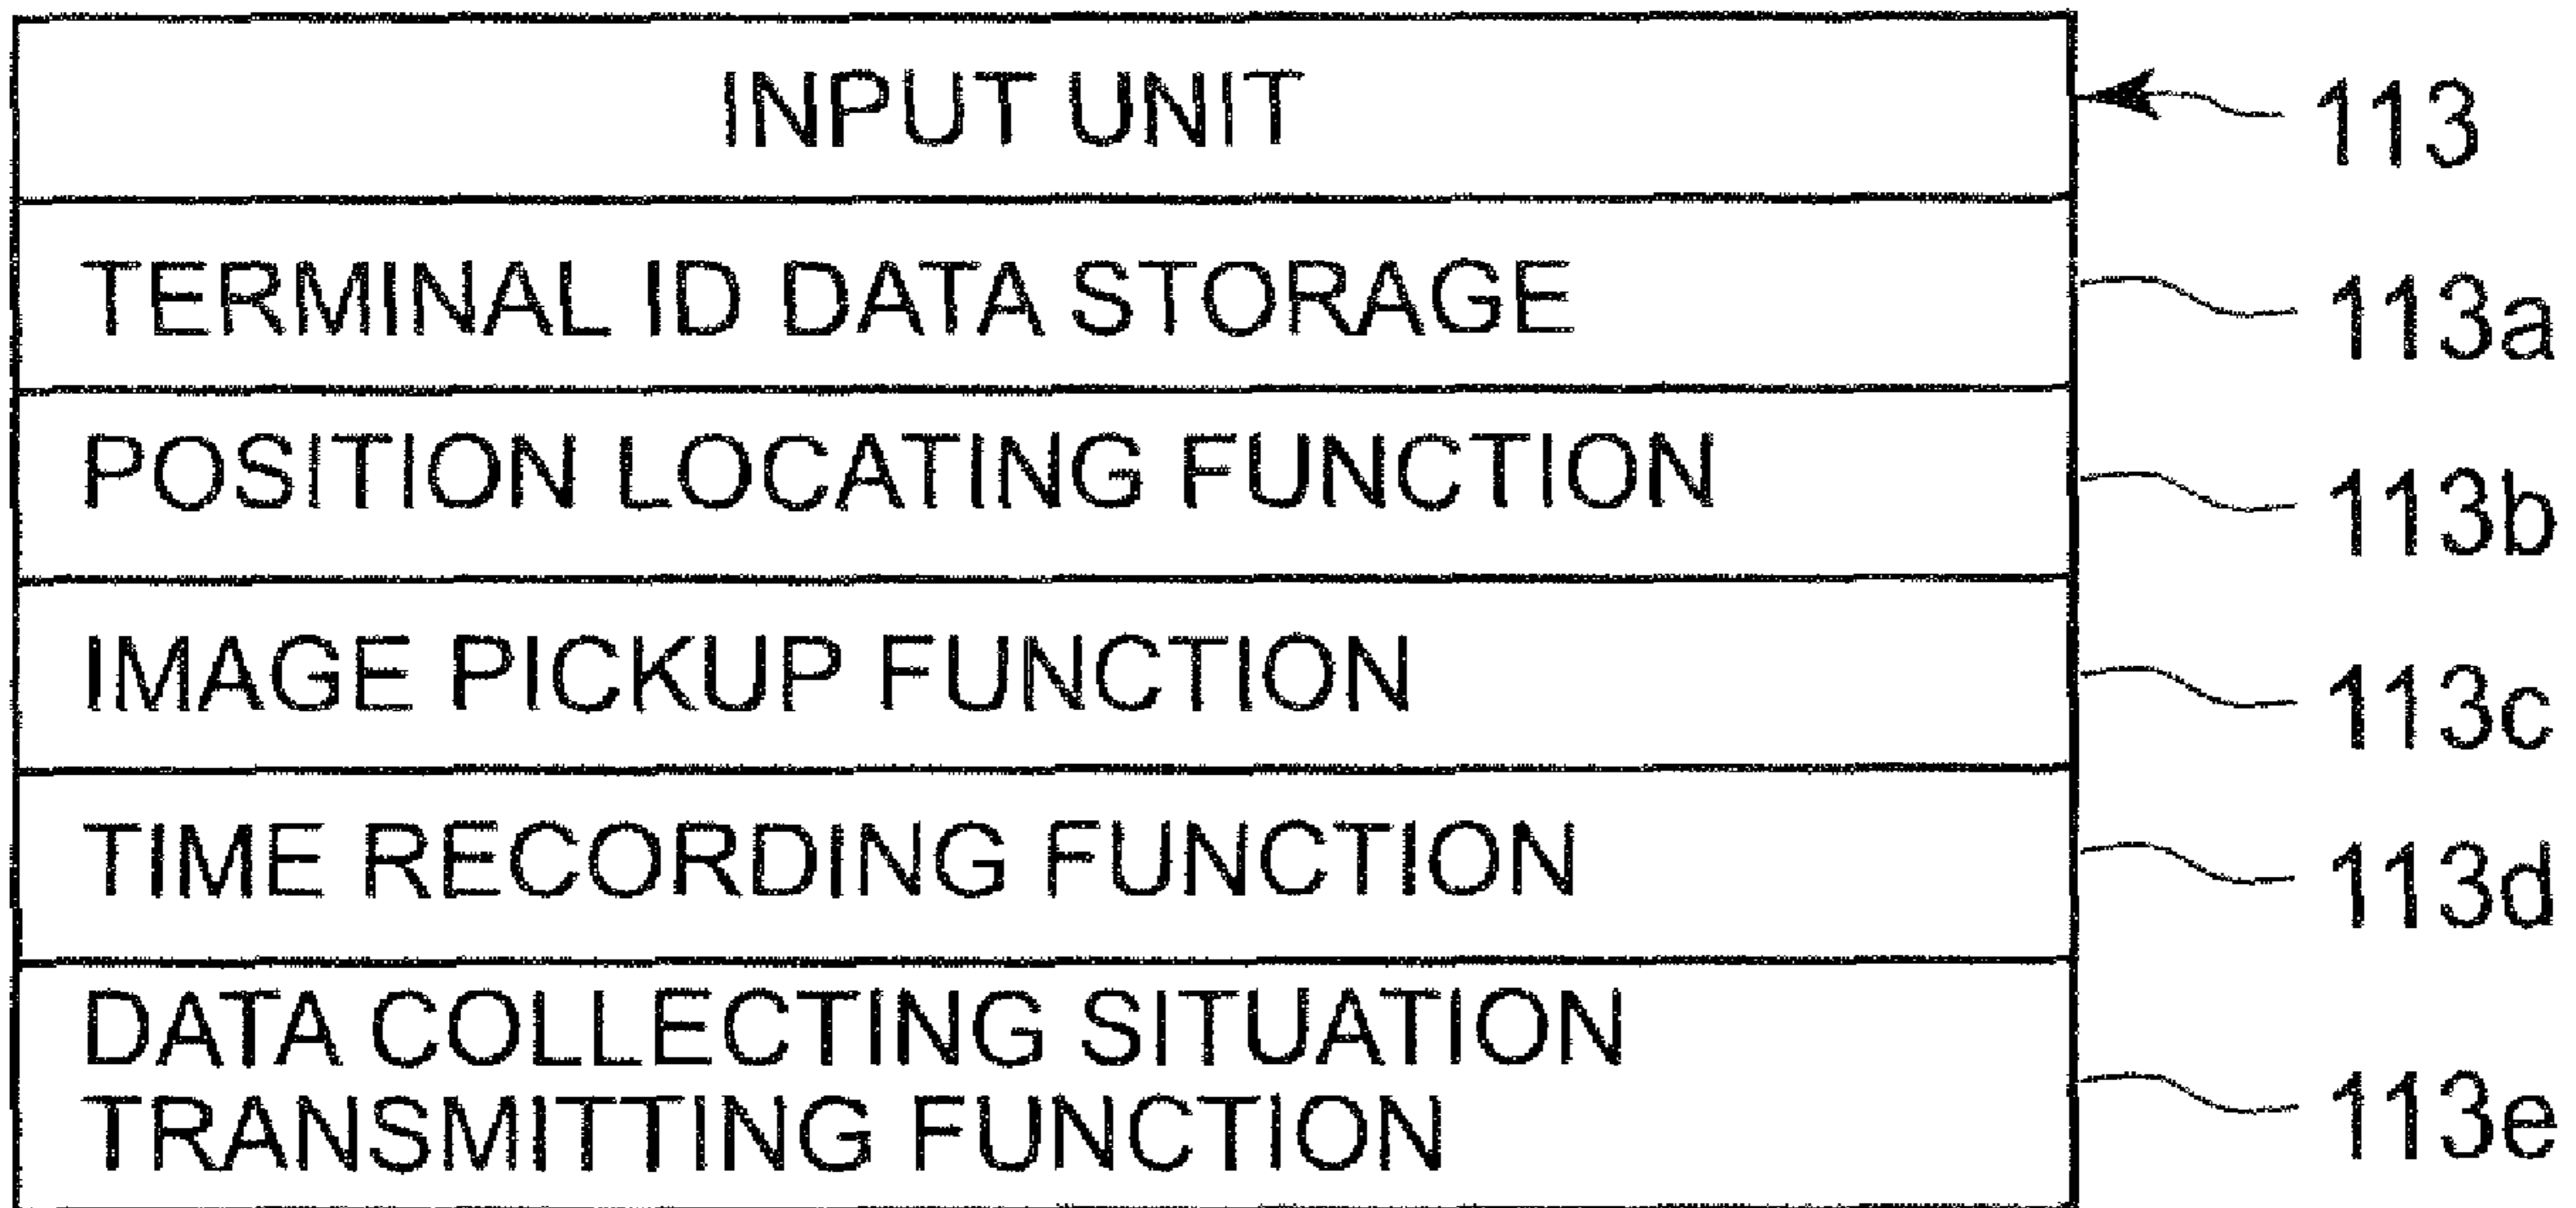 INPUT UNIT 113
TERMINAL ID DATA STORAGE 113a
POSITION LOCATING FUNCTION 113b
IMAGE PICKUP FUNCTION 113c
TIME RECORDING FUNCTION 113d
DATA COLLECTING SITUATION
TRANSMITTING FUNCTION 113e